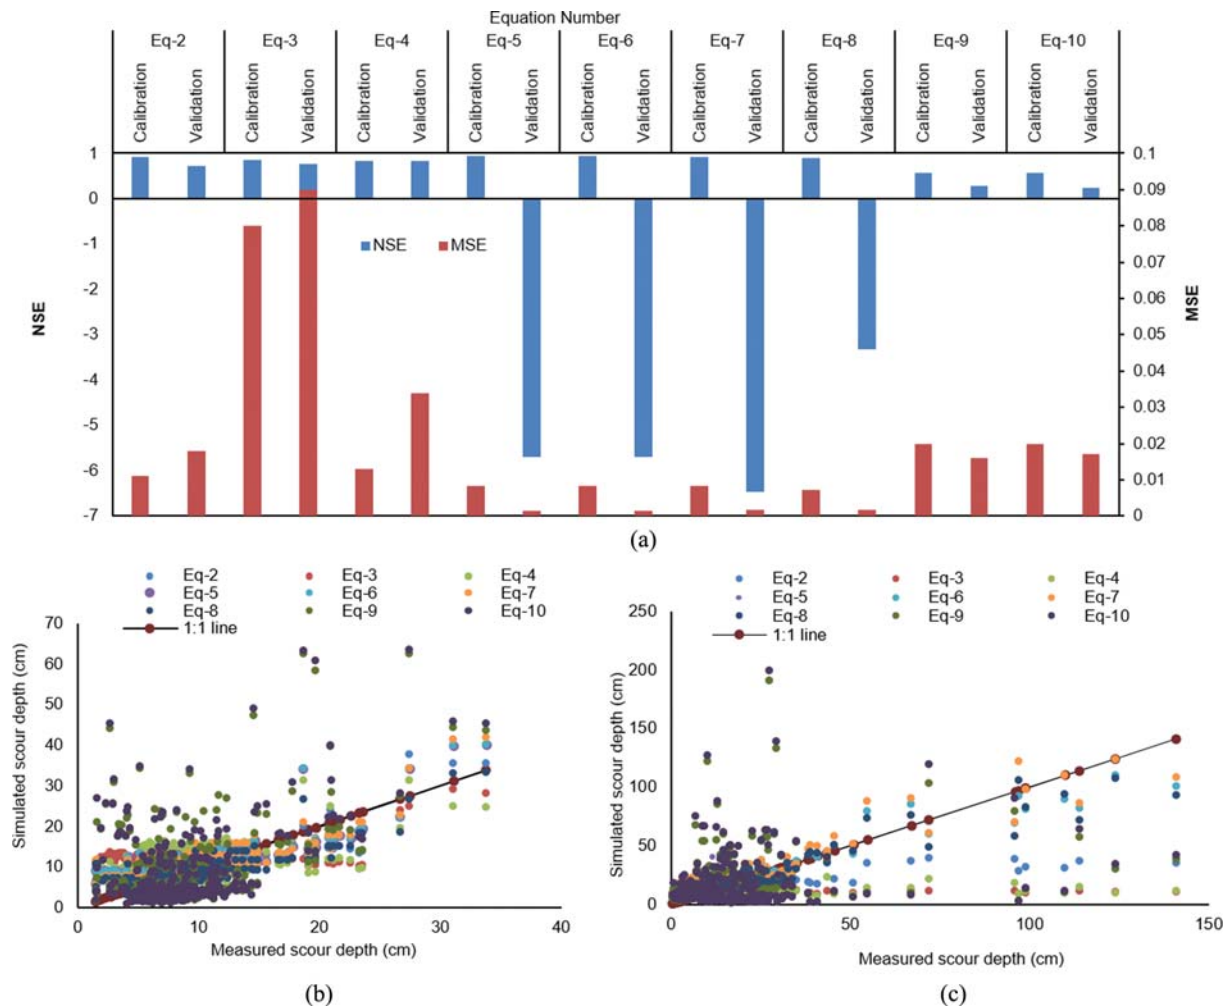 Equation Number
Eq-2 Eq-3 Eq-4 Eq-5 Eq-6 Eq-7 Eq-8 Eq-9 Eq-10
Calibration Validation Calibration Validation Calibration Validation Calibration Validation Calibration Validation Calibration Validation Calibration Validation Calibration Validation Calibration Validation
1 0.1
0 0.09
-1 0.08
-2 0.07
-3 0.06
-4 0.05
-5 0.04
-6 0.03
-7 0.02
0.01
0
NSE MSE
NSE
MSE
(a)
Eq-2 Eq-3 Eq-4
Eq-5 Eq-6 Eq-7
Eq-8 Eq-9 Eq-10
1:1 line
70
60
50
40
30
20
10
0
Simulated scour depth (cm)
0 10 20 30 40
Measured scour depth (cm)
(b)
Eq-2 Eq-3 Eq-4
Eq-5 Eq-6 Eq-7
Eq-8 Eq-9 Eq-10
1:1 line
250
200
150
100
50
0
Simulated scour depth (cm)
0 50 100 150
Measured scour depth (cm)
(c)